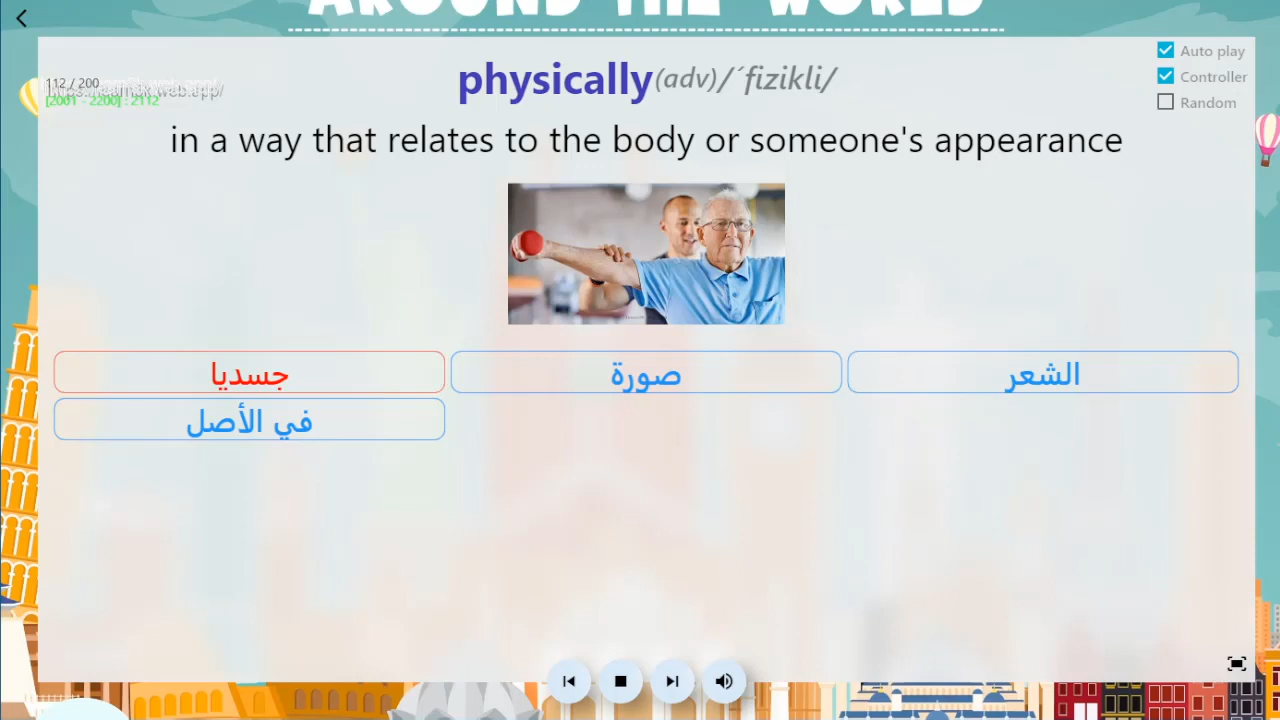 AROUND THE WORLD
Auto play
112 / 200
physically(adv)/ˊfizikli/
Controller
[2001 - 2200] : 2112
Random
in a way that relates to the body or someone's appearance
جسديا
صورة
الشعر
في الأصل